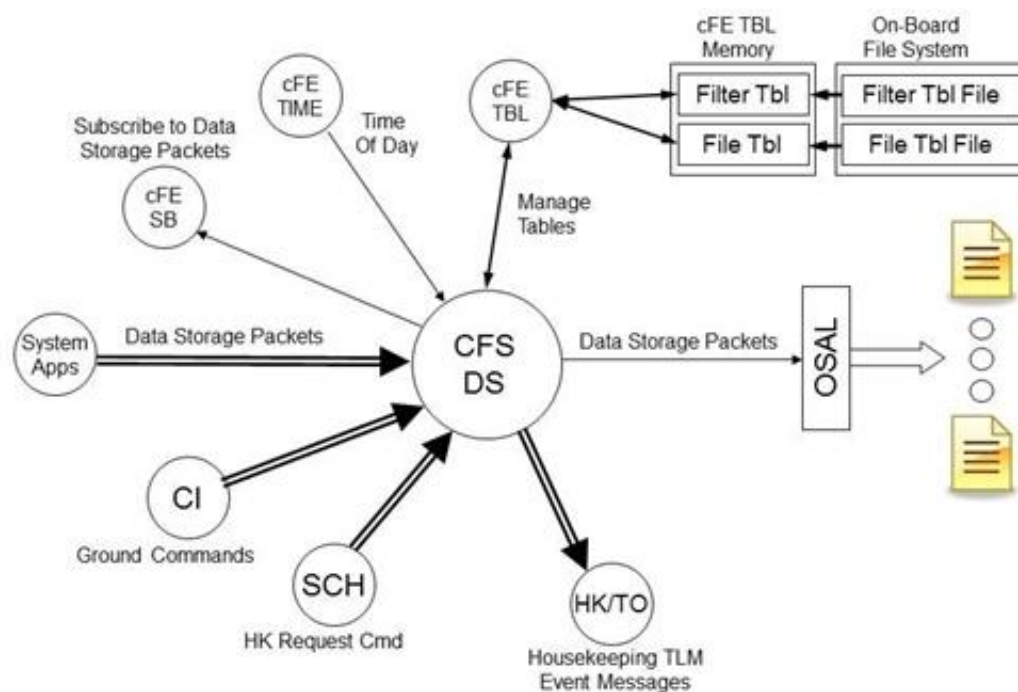 cFE TBL
Memory
On-Board
File System
Filter Tbl
Filter Tbl File
File Tbl
File Tbl File
cFE
TIME
cFE
TBL
Time
Of Day
Subscribe to Data
Storage Packets
cFE
SB
Manage
Tables
System
Apps
Data Storage Packets
CFS
DS
Data Storage Packets
OSAL
CI
Ground Commands
SCH
HK Request Cmd
HK/TO
Housekeeping TLM
Event Messages